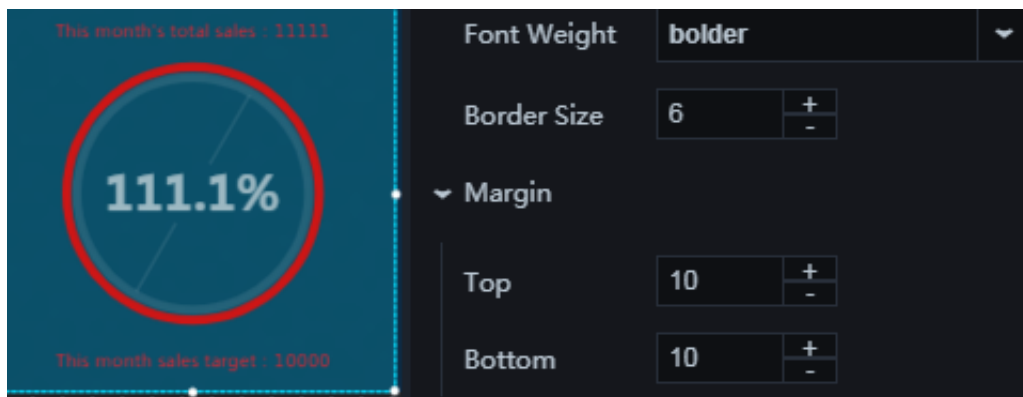 This month's total sales : 11111
111.1%
This month sales target : 10000
Font Weight bolder
Border Size 6 + -
Margin
Top 10 + -
Bottom 10 + -